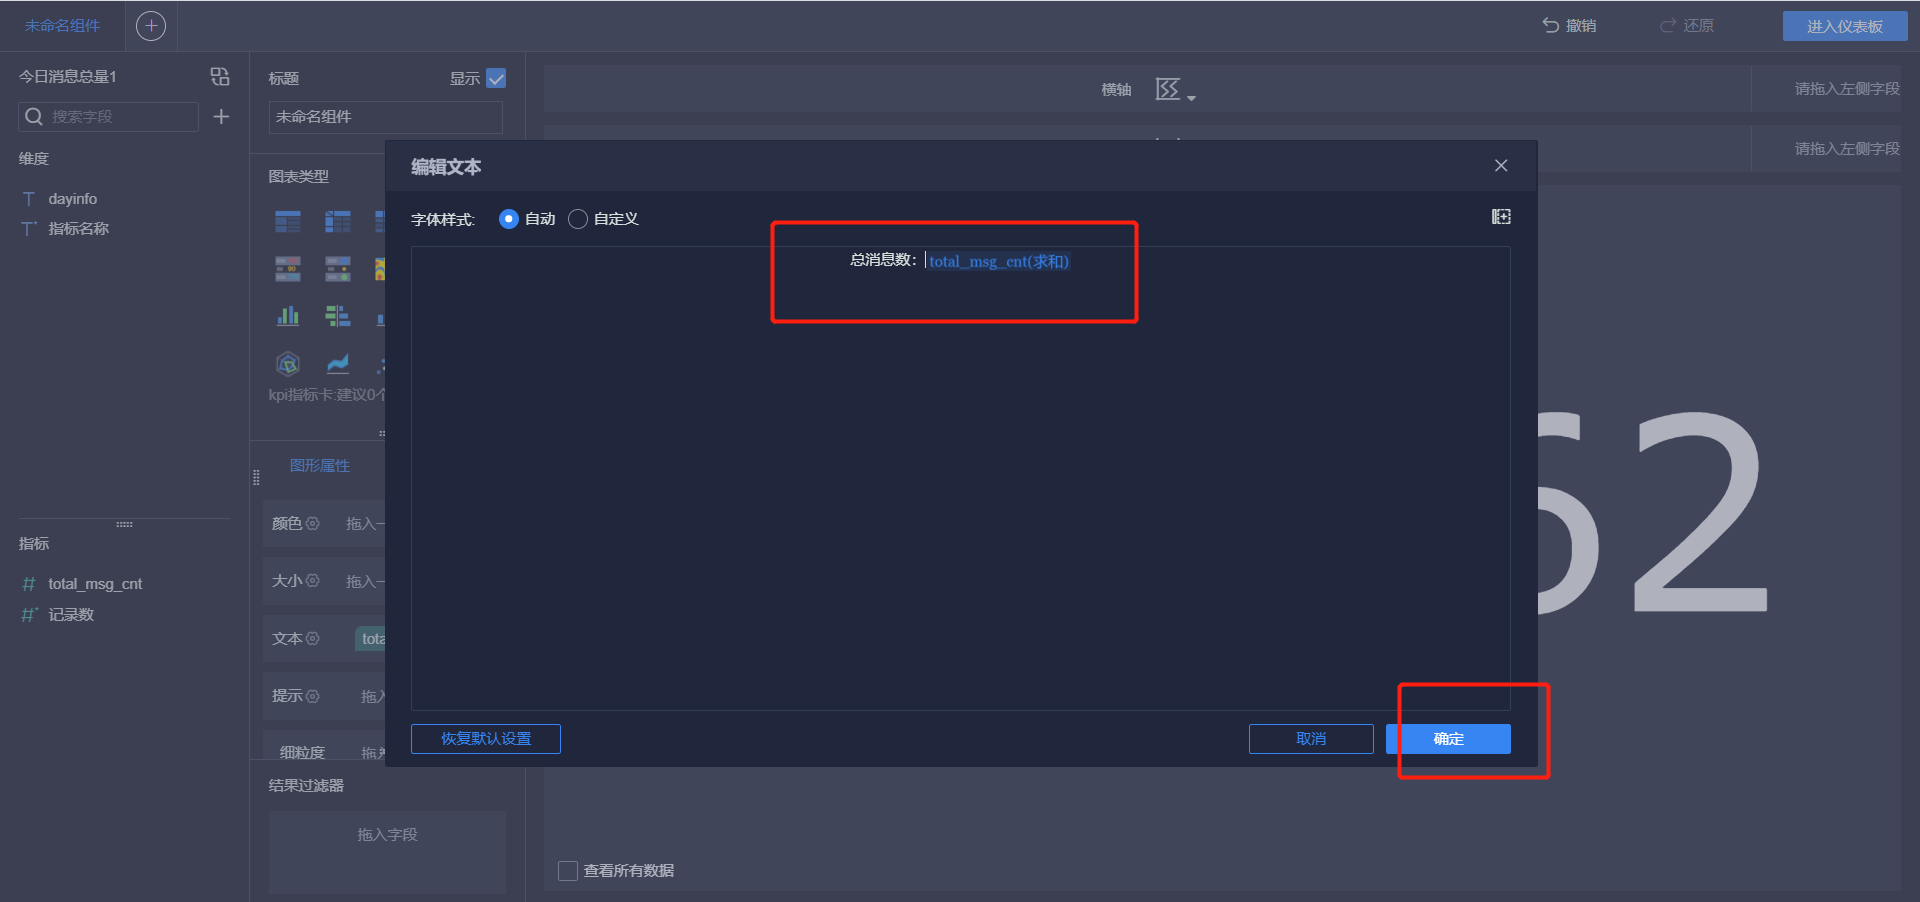 未命名组件
撤销
还原
进入仪表板
今日消息总量1
搜索字段
维度
dayinfo
指标名称
指标
total_msg_cnt
记录数
标题
显示
未命名组件
图表类型
kpi指标卡:建议0个
图形属性
颜色
拖入
大小
拖入
文本
tota
提示
拖入
细粒度
结果过滤器
拖入字段
横轴
请拖入左侧字段
请拖入左侧字段
编辑文本
字体样式:
自动
自定义
总消息数：total_msg_cnt(求和)
恢复默认设置
取消
确定
62
查看所有数据